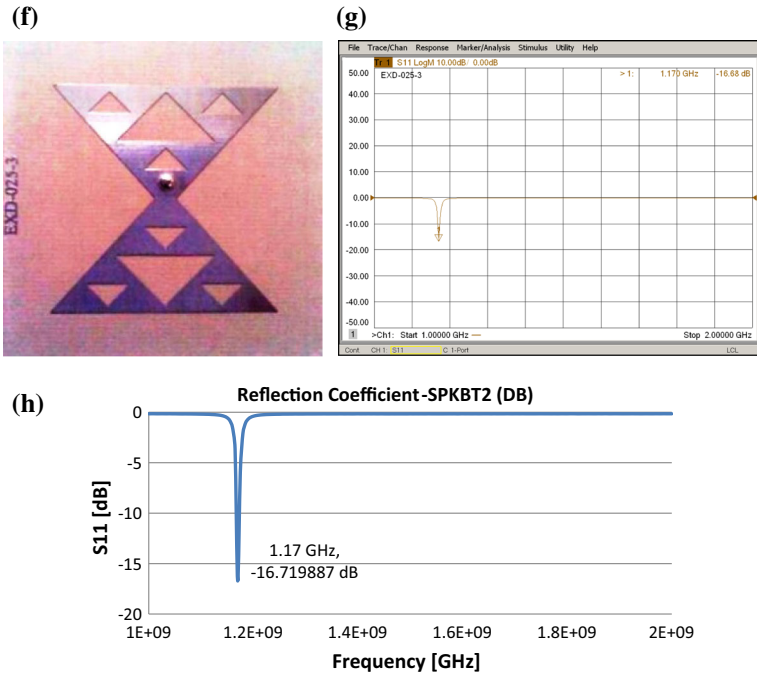 (f)
EXD-025-3
(g)
File Trace/Chan Response Marker/Analysis Stimulus Utility Help
Tr 1 S11 LogM 10.00dB/ 0.00dB
50.00 EXD-025-3 > 1: 1.170 GHz -16.68 dB
40.00
30.00
20.00
10.00
0.00
-10.00
-20.00
-30.00
-40.00
-50.00
1 >Ch1: Start 1.00000 GHz Stop 2.00000 GHz
Cont. CH 1: S11 C 1-Port LCL
(h)
Reflection Coefficient-SPKBT2 (DB)
0
-5
-10
-15
-20
S11 [dB]
1.17 GHz,
-16.719887 dB
1E+09 1.2E+09 1.4E+09 1.6E+09 1.8E+09 2E+09
Frequency [GHz]